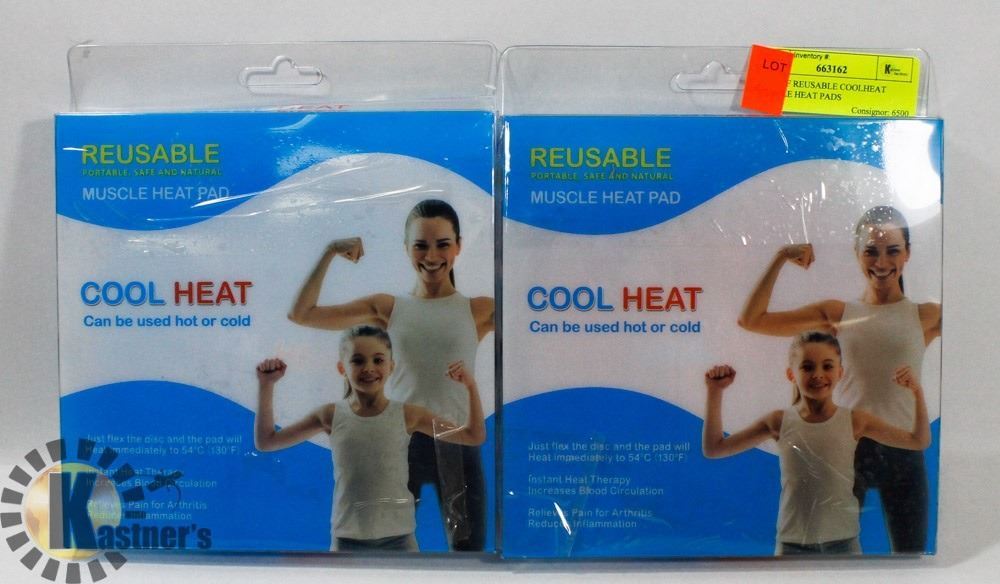 REUSABLE
PORTABLE, SAFE AND NATURAL
MUSCLE HEAT PAD
COOL HEAT
Can be used hot or cold
Just flex the disc and the pad will
Heat immediately to 54°C (130°F)
Instant Heat Therapy
Increases Blood Circulation
Relieves Pain for Arthritis
Reduce Inflammation
Kastner's
LOT
Inventory #:
663162
REUSABLE COOLHEAT
HEAT PADS
Consignor: 6500
REUSABLE
PORTABLE, SAFE AND NATURAL
MUSCLE HEAT PAD
COOL HEAT
Can be used hot or cold
Just flex the disc and the pad will
Heat immediately to 54°C (130°F)
Instant Heat Therapy
Increases Blood Circulation
Relieves Pain for Arthritis
Reduce Inflammation